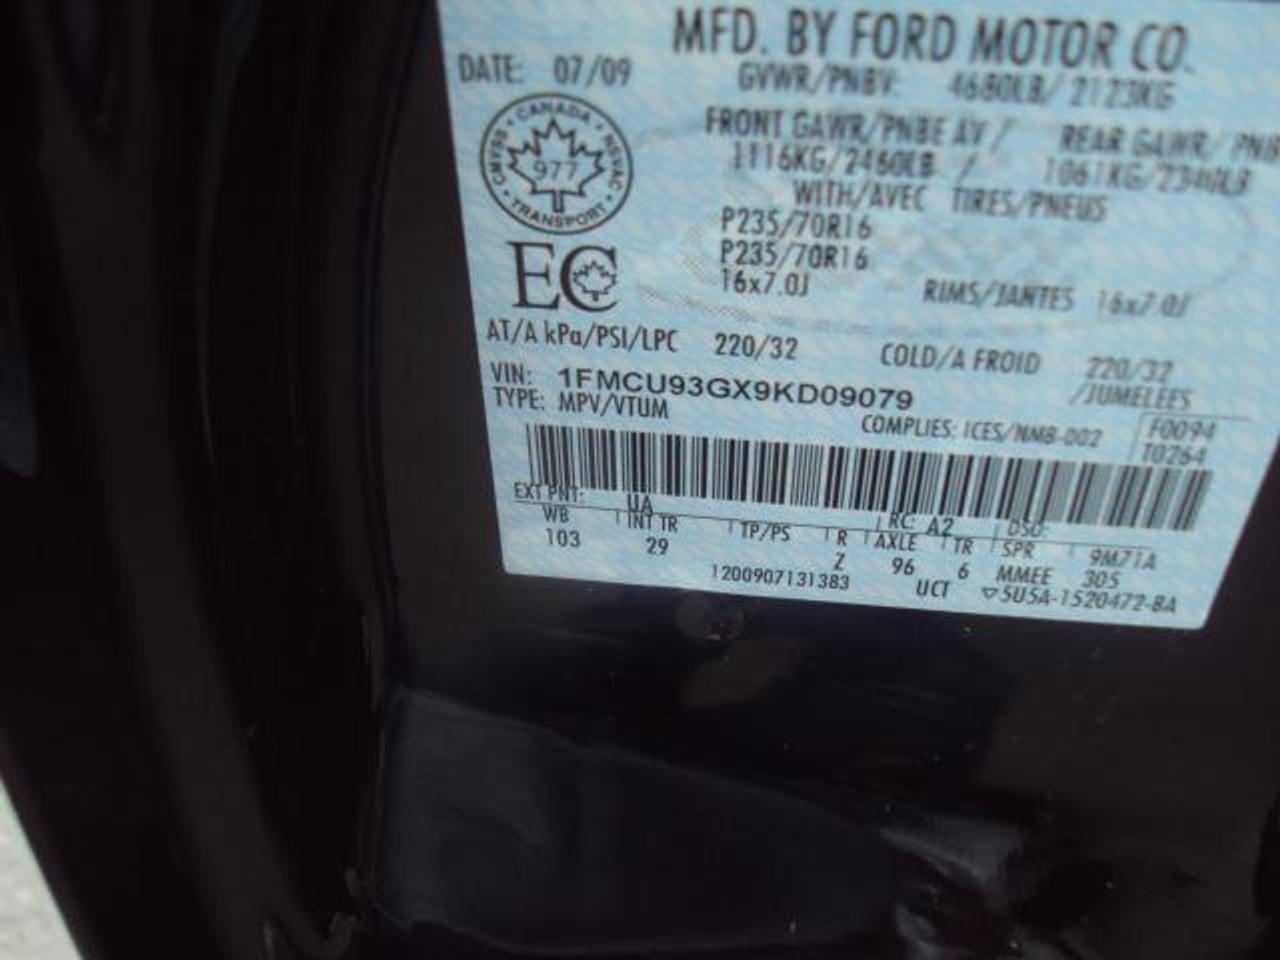 MFD. BY FORD MOTOR CO.
DATE: 07/09 GVWR/PNBV: 4680LB/ 2123KG
FRONT GAWR/PNBE AV / REAR GAWR/ PNB
1116KG/2460LB / 1061KG/2340LB
WITH/AVEC TIRES/PNEUS
P235/70R16
P235/70R16
16x7.0J RIMS/JANTES 16x7.0J
CANADA
CMVSS 977 NSVAC
TRANSPORT
EC
AT/A kPa/PSI/LPC 220/32 COLD/A FROID 220/32
VIN: 1FMCU93GX9KD09079 /JUMELEES
TYPE: MPV/VTUM COMPLIES: ICES/NMB-002 F0094
T0264
EXT PNT: UA RC: A2 DSO:
WB INT TR TP/PS R AXLE TR SPR 9M71A
103 29 Z 96 6 MMEE 305
1200907131383 UCT ▽5U5A-1520472-BA